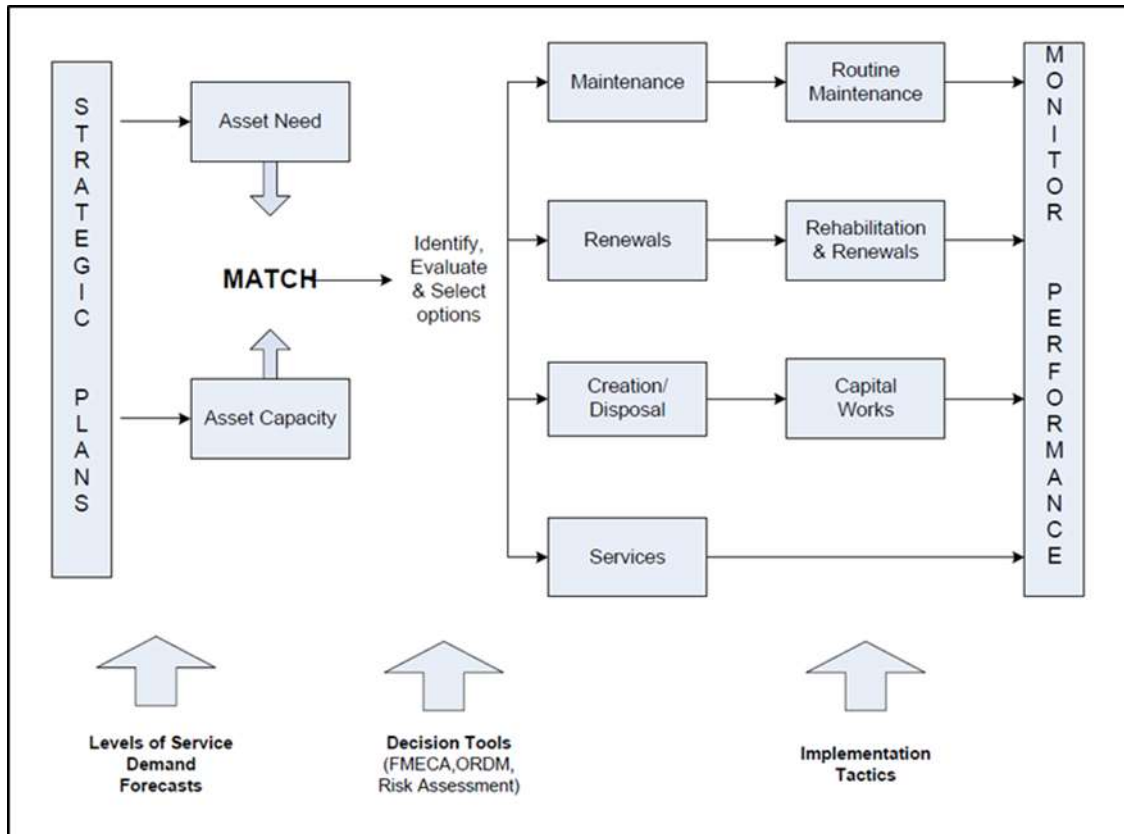 STRATEGIC PLANS
Asset Need
MATCH
Asset Capacity
Identify,
Evaluate
& Select
options
Maintenance
Routine
Maintenance
Renewals
Rehabilitation
& Renewals
Creation/
Disposal
Capital
Works
Services
MONITOR PERFORMANCE
Levels of Service
Demand
Forecasts
Decision Tools
(FMECA,ORDM,
Risk Assessment)
Implementation
Tactics